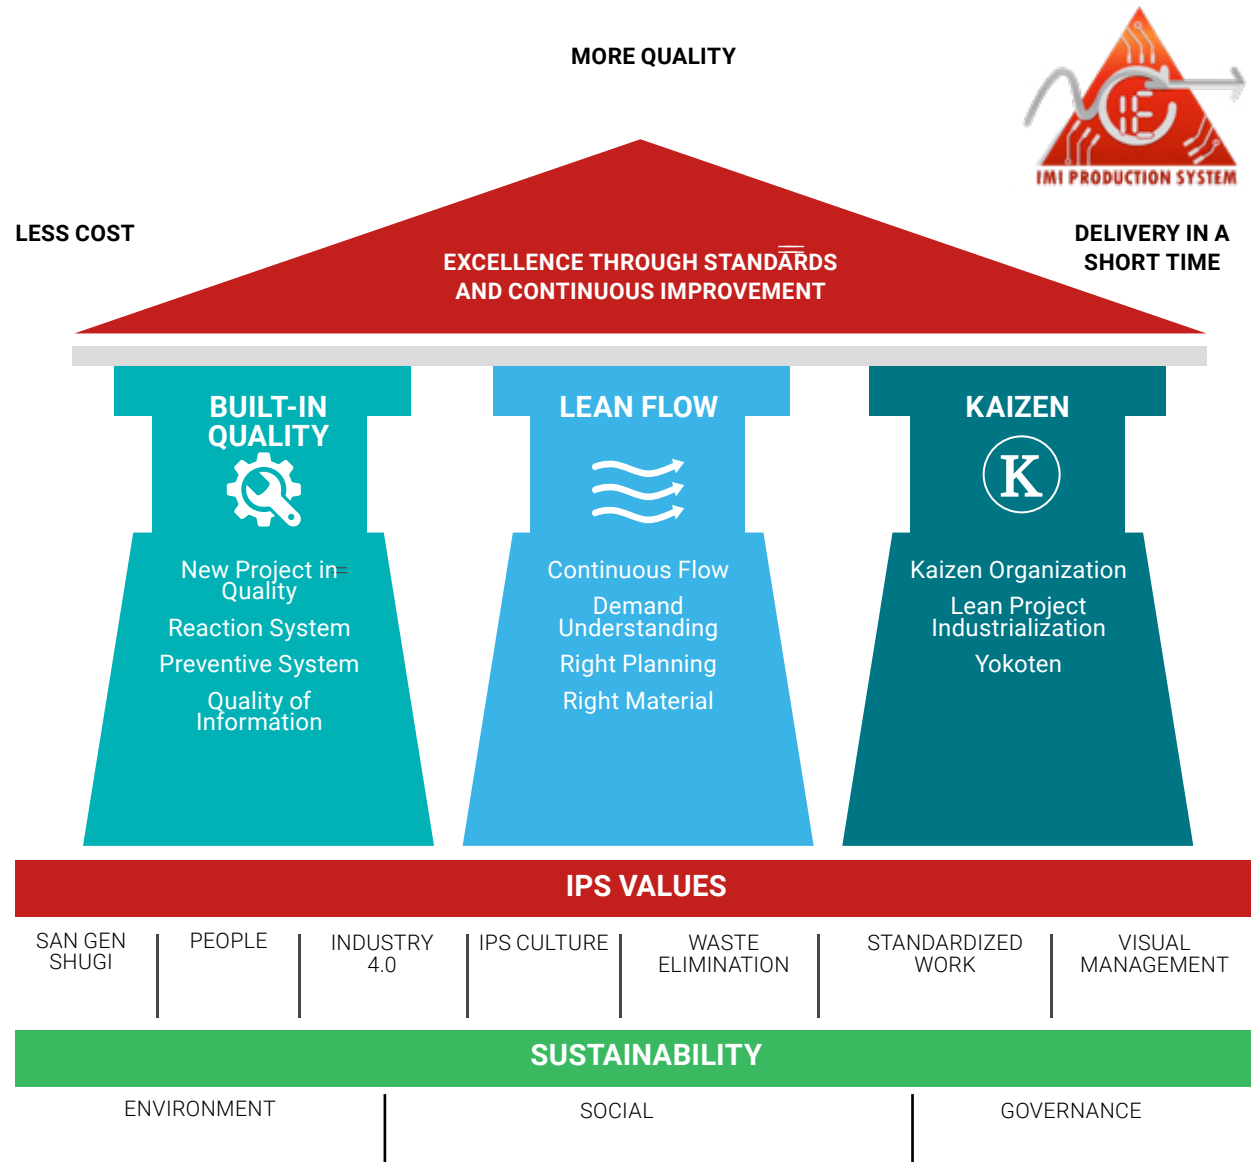 MORE QUALITY
IMI PRODUCTION SYSTEM
LESS COST
DELIVERY IN A
SHORT TIME
EXCELLENCE THROUGH STANDARDS
AND CONTINUOUS IMPROVEMENT
BUILT-IN
QUALITY
New Project in
Quality
Reaction System
Preventive System
Quality of
Information
LEAN FLOW
Continuous Flow
Demand
Understanding
Right Planning
Right Material
KAIZEN
K
Kaizen Organization
Lean Project
Industrialization
Yokoten
IPS VALUES
SAN GEN
SHUGI
PEOPLE
INDUSTRY
4.0
IPS CULTURE
WASTE
ELIMINATION
STANDARDIZED
WORK
VISUAL
MANAGEMENT
SUSTAINABILITY
ENVIRONMENT
SOCIAL
GOVERNANCE